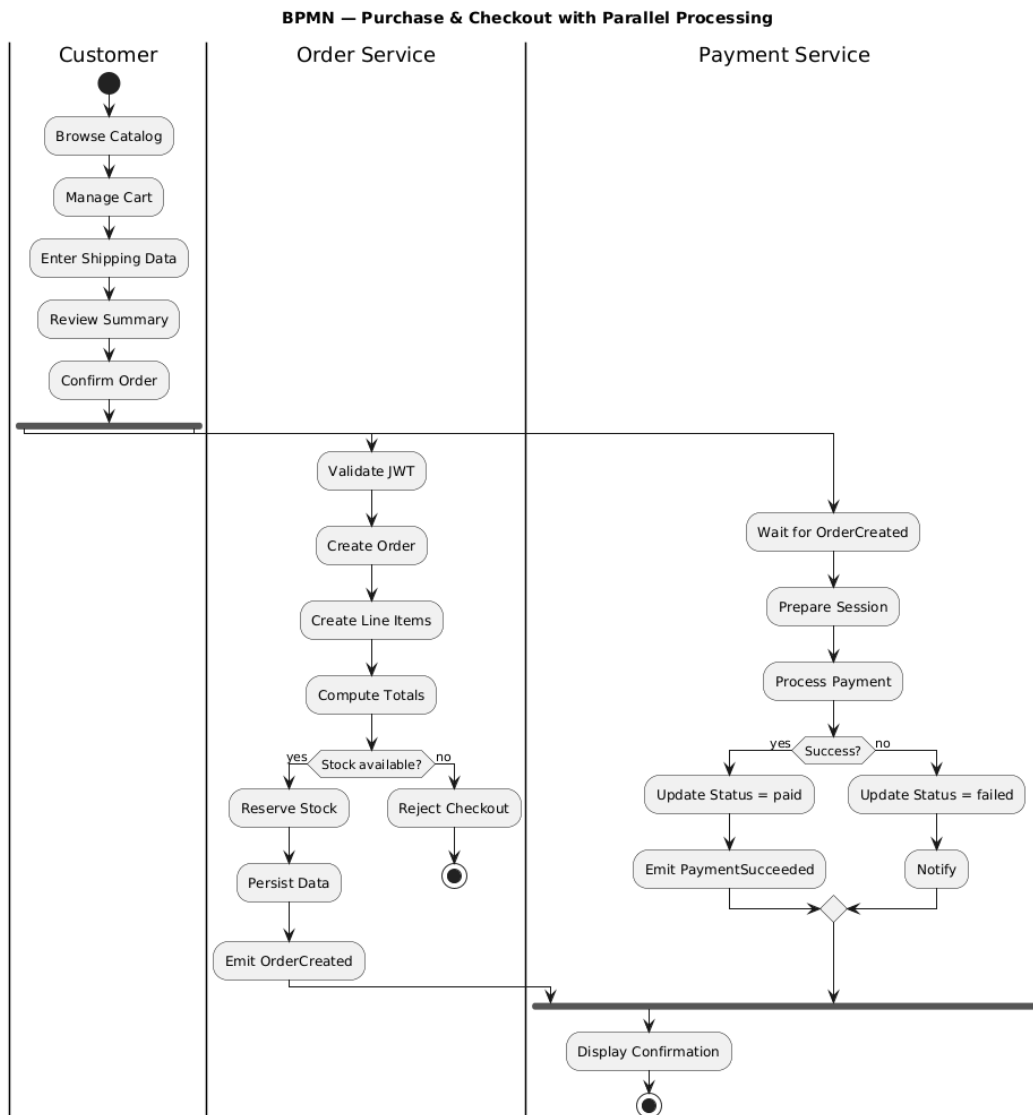 BPMN — Purchase & Checkout with Parallel Processing
Customer
Order Service
Payment Service
Browse Catalog
Manage Cart
Enter Shipping Data
Review Summary
Confirm Order
Validate JWT
Create Order
Create Line Items
Compute Totals
yes
Stock available?
no
Reserve Stock
Reject Checkout
Persist Data
Emit OrderCreated
Wait for OrderCreated
Prepare Session
Process Payment
yes
Success?
no
Update Status = paid
Update Status = failed
Emit PaymentSucceeded
Notify
Display Confirmation